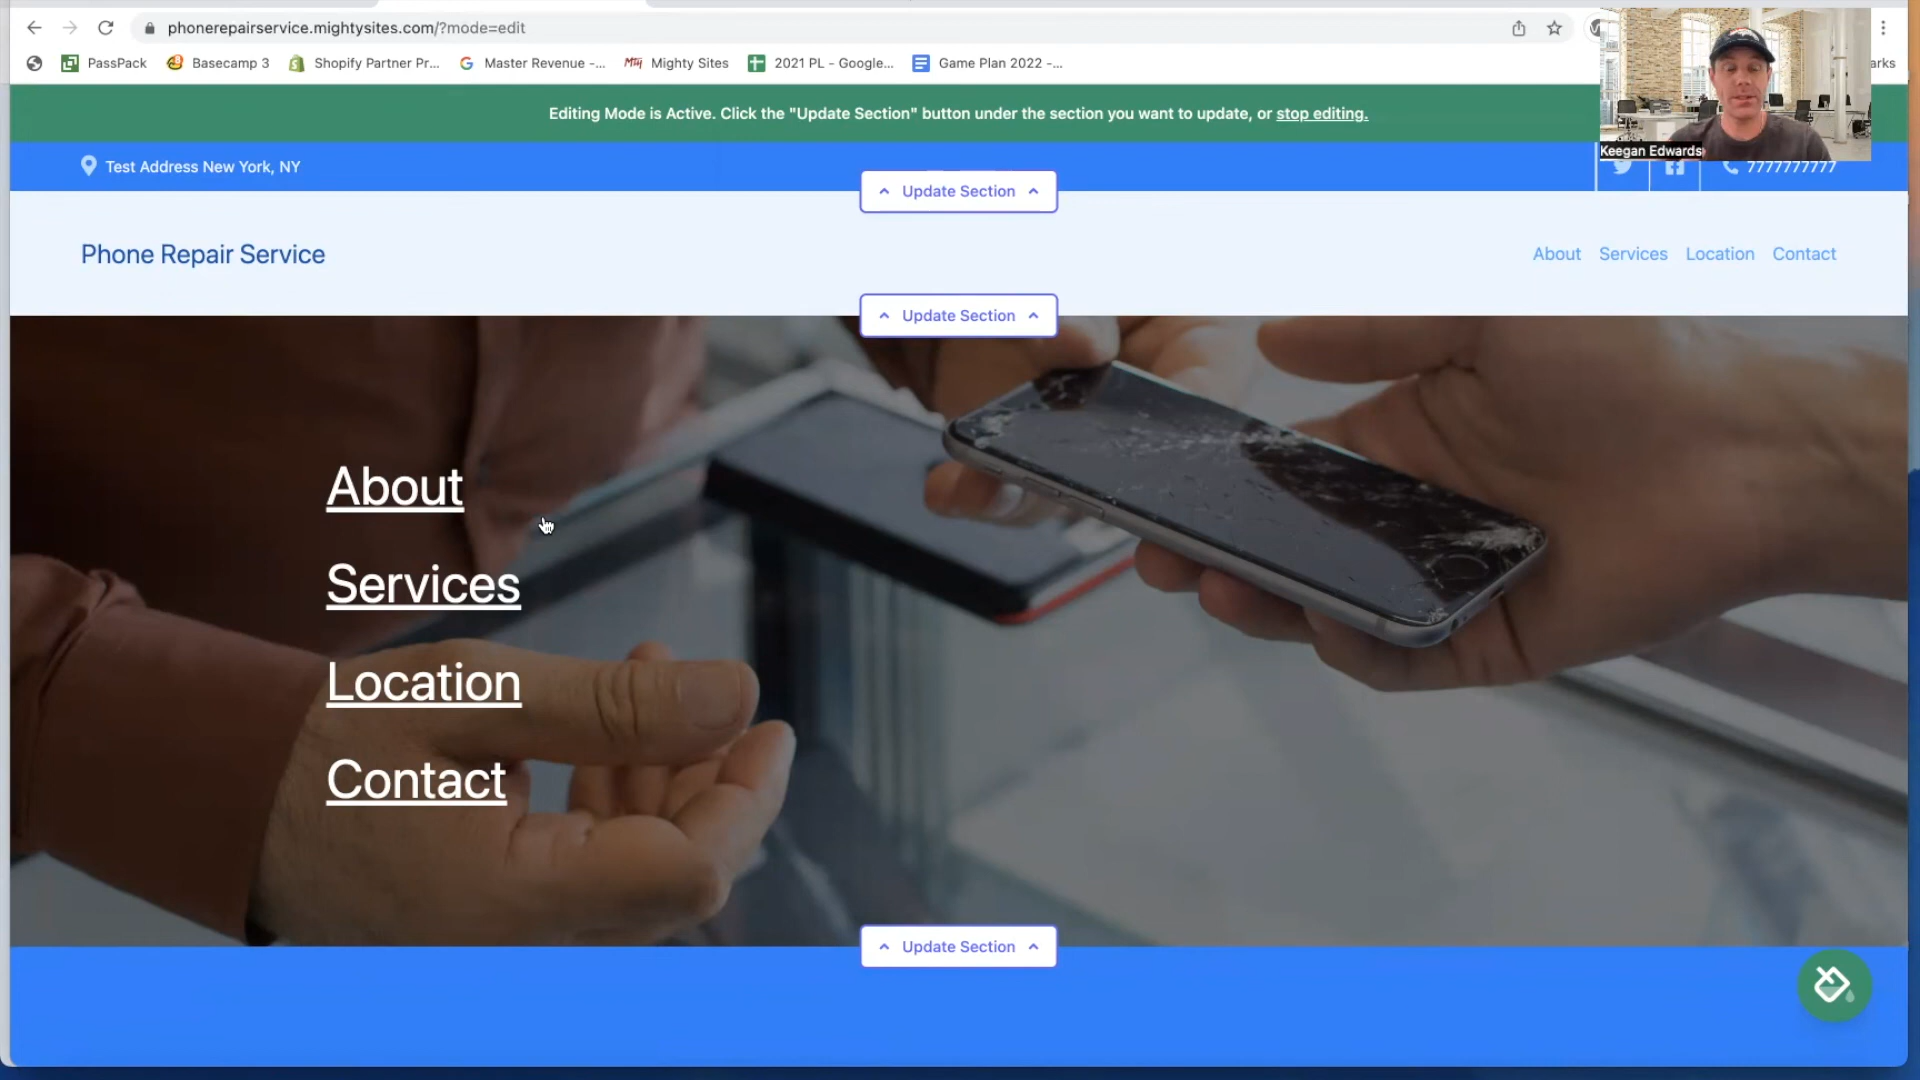 phonerepairservice.mightysites.com/?mode=edit
PassPack Basecamp 3 Shopify Partner Pr... Master Revenue -... Mighty Sites 2021 PL - Google... Game Plan 2022 -... arks
Editing Mode is Active. Click the "Update Section" button under the section you want to update, or stop editing.
Keegan Edwards
Test Address New York, NY 7777777777
Update Section
Phone Repair Service About Services Location Contact
Update Section
About
Services
Location
Contact
Update Section